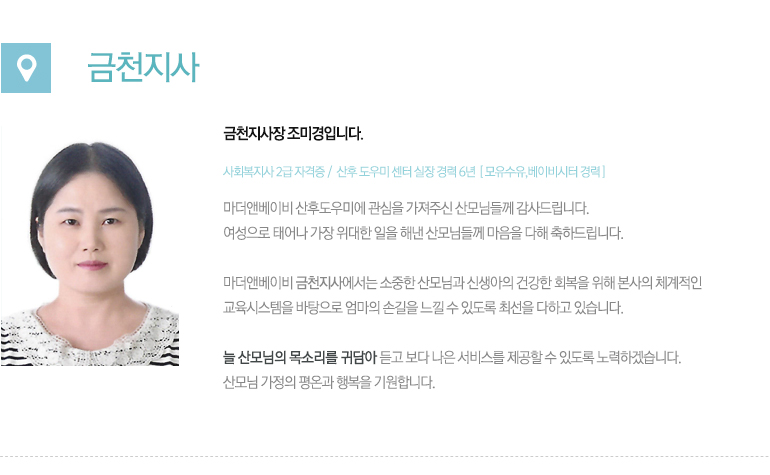 금천지사
금천지사장 조미경입니다.
사회복지사 2급 자격증 / 산후 도우미 센터 실장 경력 6년 [ 모유수유,베이비시터 경력 ]
마더앤베이비 산후도우미에 관심을 가져주신 산모님들께 감사드립니다.
여성으로 태어나 가장 위대한 일을 해낸 산모님들께 마음을 다해 축하드립니다.
마더앤베이비 금천지사에서는 소중한 산모님과 신생아의 건강한 회복을 위해 본사의 체계적인
교육시스템을 바탕으로 엄마의 손길을 느낄 수 있도록 최선을 다하고 있습니다.
늘 산모님의 목소리를 귀담아 듣고 보다 나은 서비스를 제공할 수 있도록 노력하겠습니다.
산모님 가정의 평온과 행복을 기원합니다.